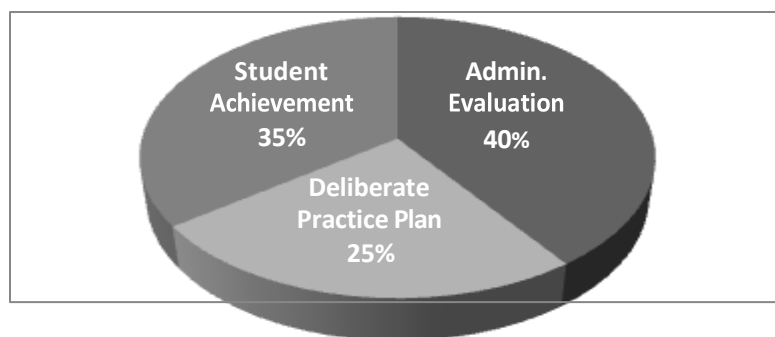 Student
Achievement
35%
Admin.
Evaluation
40%
Deliberate
Practice Plan
25%